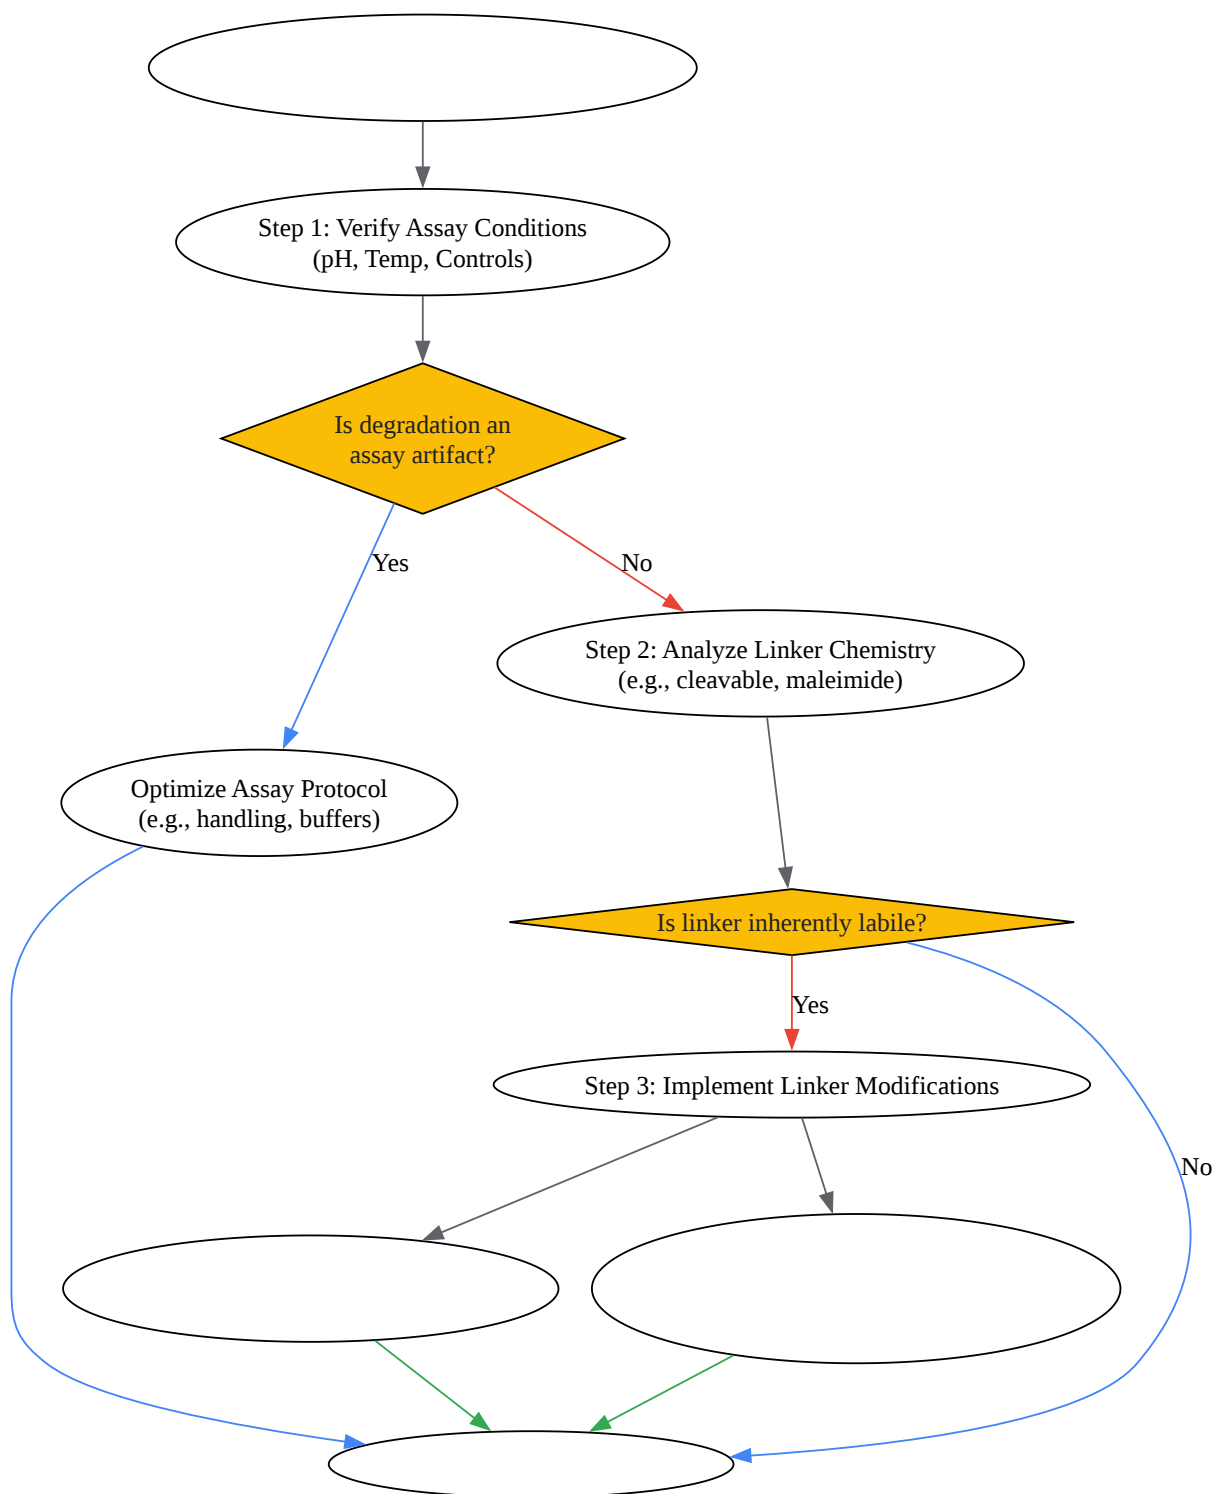 Step 1: Verify Assay Conditions
(pH, Temp, Controls)
Is degradation an
assay artifact?
Yes
No
Step 2: Analyze Linker Chemistry
(e.g., cleavable, maleimide)
Optimize Assay Protocol
(e.g., handling, buffers)
Is linker inherently labile?
Yes
Step 3: Implement Linker Modifications
No